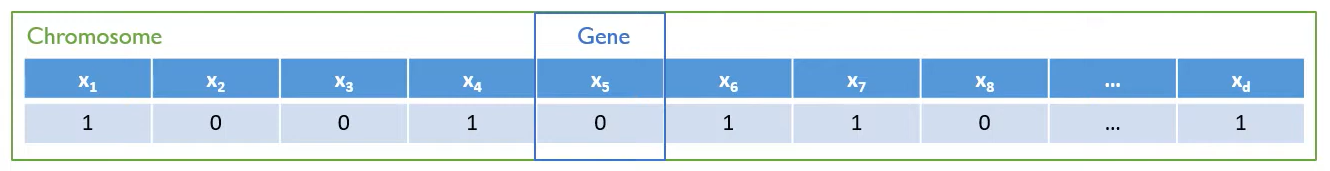 Chromosome Gene
x₁ x₂ x₃ x₄ x₅ x₆ x₇ x₈ ... x_d
1 0 0 1 0 1 1 0 ... 1